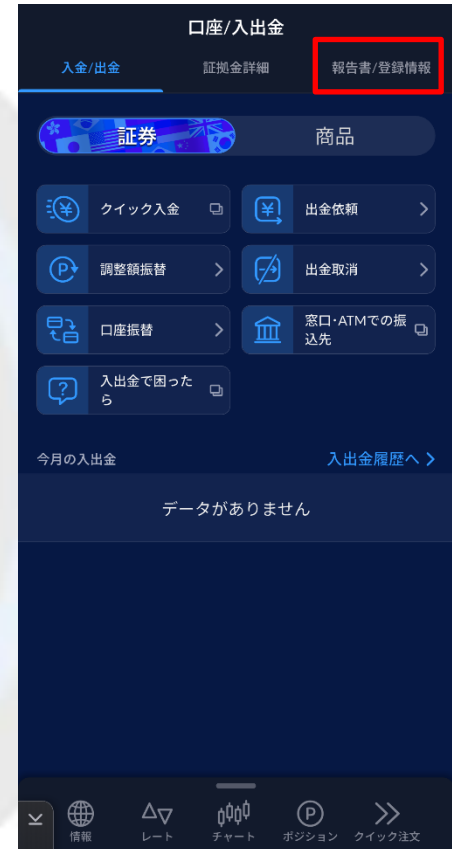 口座/入出金
入金/出金
証拠金詳細
報告書/登録情報
証券
商品
クイック入金
出金依頼
調整額振替
出金取消
口座振替
窓口・ATMでの振
込先
入出金で困った
ら
今月の入出金
入出金履歴へ
データがありません
情報
レート
チャート
P
ポジション
クイック注文